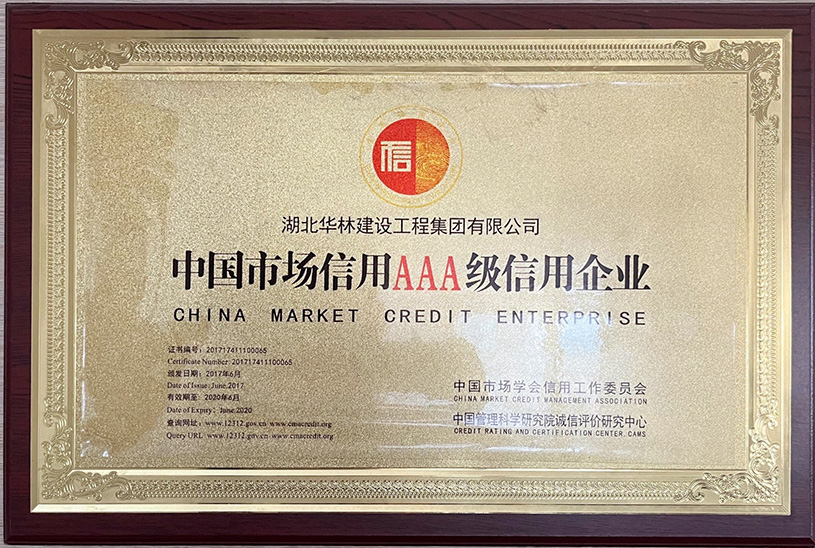 信
湖北华林建设工程集团有限公司
中国市场信用AAA级信用企业
CHINA MARKET CREDIT ENTERPRISE
证书编号：201717411100065
Certificate Number: 201717411100065
颁发日期：2017年6月
Date of Issue: June.2017
有效期至：2020年6月
Date of Expiry: June.2020
查询网址：www.12312.gov.cn www.cmacredit.org
Query URL www.12312.gov.cn www.cmacredit.org
中国市场学会信用工作委员会
CHINA MARKET CREDIT MANAGEMENT ASSOCIATION
中国管理科学研究院诚信评价研究中心
CREDIT RATING AND CERTIFICATION CENTER. CAMS